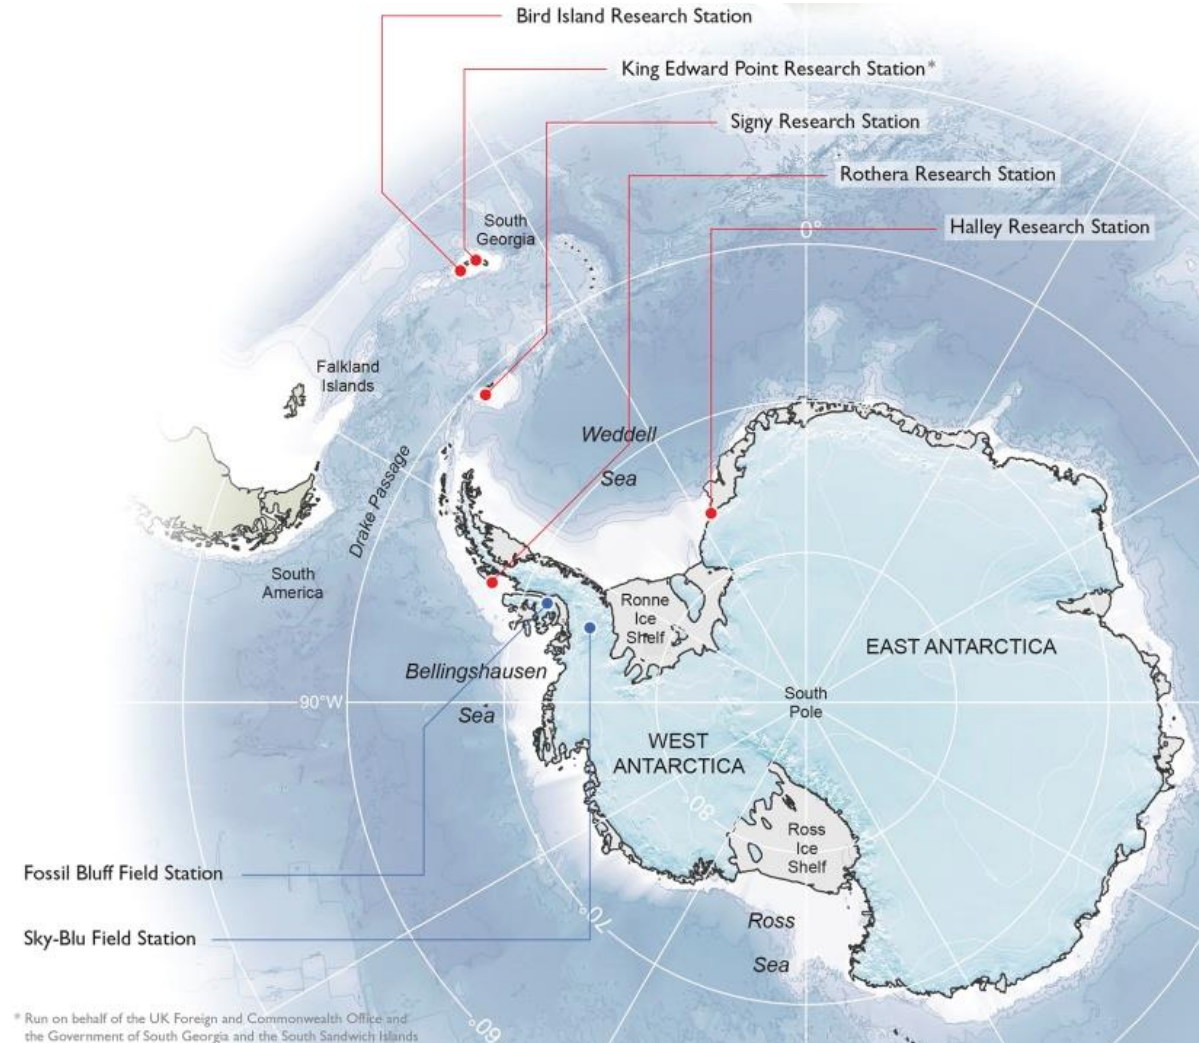 Bird Island Research Station
King Edward Point Research Station*
Signy Research Station
Rothera Research Station
Halley Research Station
South
Georgia
0°
Falkland
Islands
Weddell
Sea
Drake Passage
South
America
Ronne
Ice
Shelf
EAST ANTARCTICA
Bellingshausen
Sea
90°W
South
Pole
WEST
ANTARCTICA
80°
Ross
Ice
Shelf
Fossil Bluff Field Station
70°
Ross
Sea
Sky-Blu Field Station
60°
* Run on behalf of the UK Foreign and Commonwealth Office and
the Government of South Georgia and the South Sandwich Islands